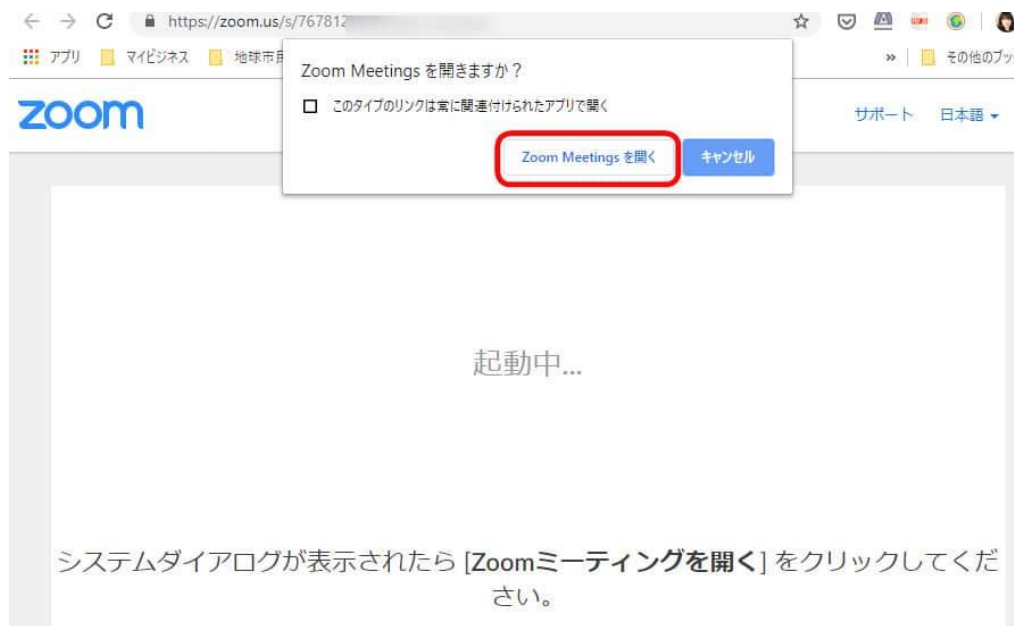 https://zoom.us/s/767812
アプリ マイビジネス 地球市 » その他のブッ
Zoom Meetings を開きますか?
このタイプのリンクは常に関連付けられたアプリで開く
Zoom Meetings を開く キャンセル
zoom サポート 日本語
起動中...
システムダイアログが表示されたら [Zoomミーティングを開く] をクリックしてくだ
さい。